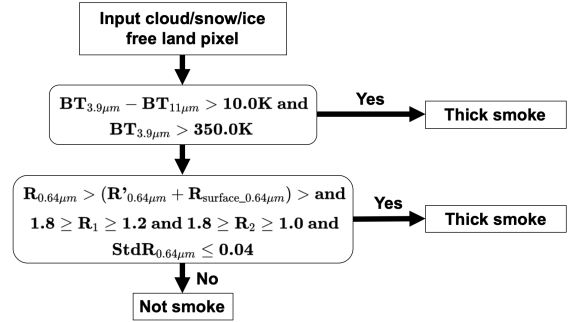 Input cloud/snow/ice
free land pixel
BT₃.₉μm − BT₁₁μm > 10.0K and
BT₃.₉μm > 350.0K
Yes
Thick smoke
R₀.₆₄μm > (R’₀.₆₄μm + Rsurface_0.64μm) > and
1.8 ≥ R₁ ≥ 1.2 and 1.8 ≥ R₂ ≥ 1.0 and
StdR₀.₆₄μm ≤ 0.04
Yes
Thick smoke
No
Not smoke